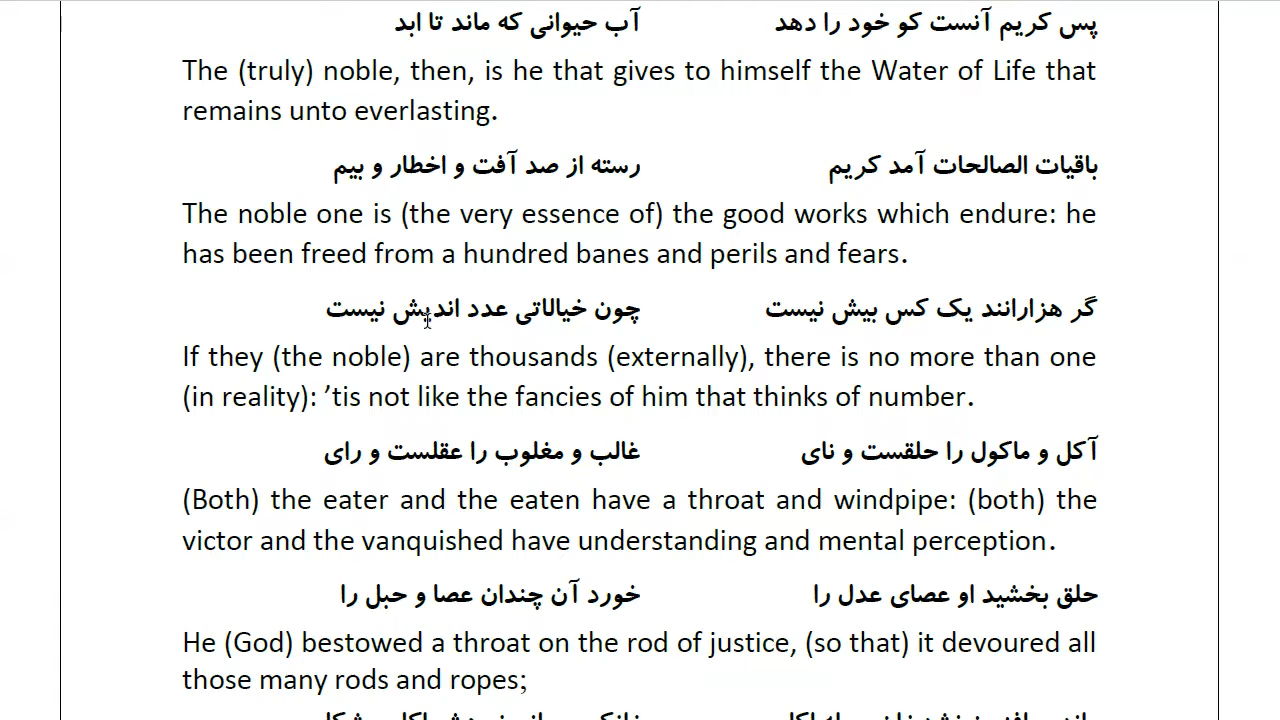 پس کریم آنست کو خود را دهد آب حیوانی که ماند تا ابد
The (truly) noble, then, is he that gives to himself the Water of Life that
remains unto everlasting.
باقیات الصالحات آمد کریم رسته از صد آفت و اخطار و بیم
The noble one is (the very essence of) the good works which endure: he
has been freed from a hundred banes and perils and fears.
گر هزارانند یک کس بیش نیست چون خیالاتی عدد اندیش نیست
If they (the noble) are thousands (externally), there is no more than one
(in reality): ’tis not like the fancies of him that thinks of number.
آکل و ماکول را حلقست و نای غالب و مغلوب را عقلست و رای
(Both) the eater and the eaten have a throat and windpipe: (both) the
victor and the vanquished have understanding and mental perception.
حلق بخشید او عصای عدل را خورد آن چندان عصا و حبل را
He (God) bestowed a throat on the rod of justice, (so that) it devoured all
those many rods and ropes;